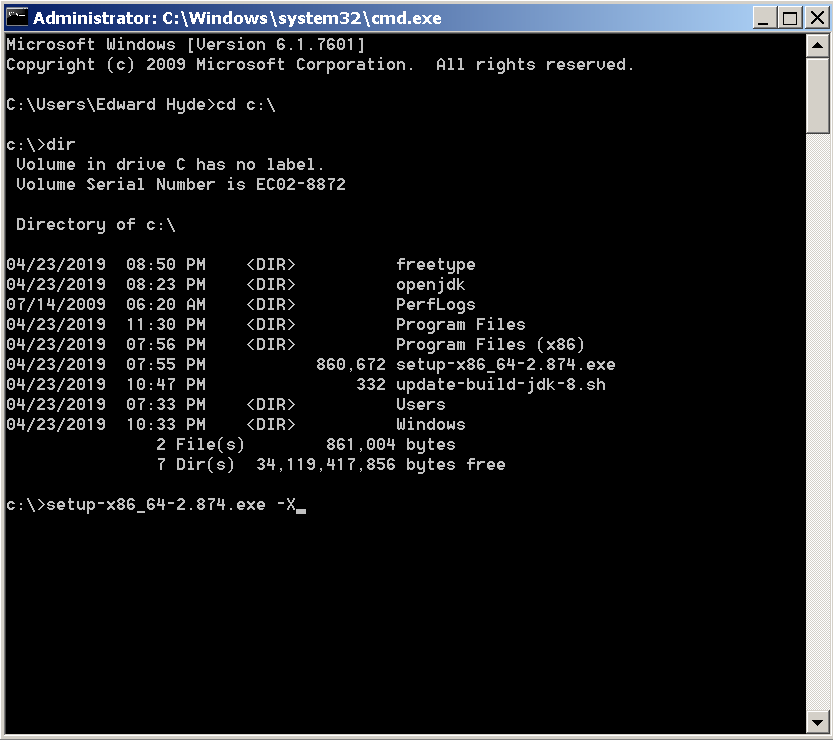 Administrator: C:\Windows\system32\cmd.exe
Microsoft Windows [Version 6.1.7601]
Copyright (c) 2009 Microsoft Corporation.  All rights reserved.
C:\Users\Edward Hyde>cd c:\
c:\>dir
 Volume in drive C has no label.
 Volume Serial Number is EC02-8872
 Directory of c:\
04/23/2019  08:50 PM    <DIR>          freetype
04/23/2019  08:23 PM    <DIR>          openjdk
07/14/2009  06:20 AM    <DIR>          PerfLogs
04/23/2019  11:30 PM    <DIR>          Program Files
04/23/2019  07:56 PM    <DIR>          Program Files (x86)
04/23/2019  07:55 PM           860,672 setup-x86_64-2.874.exe
04/23/2019  10:47 PM               332 update-build-jdk-8.sh
04/23/2019  07:33 PM    <DIR>          Users
04/23/2019  10:33 PM    <DIR>          Windows
               2 File(s)        861,004 bytes
               7 Dir(s)  34,119,417,856 bytes free
c:\>setup-x86_64-2.874.exe -X_